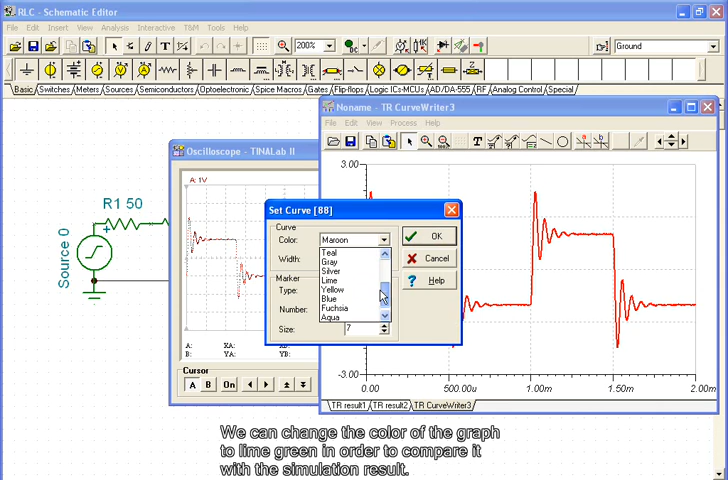 RLC - Schematic Editor
File Edit Insert View Analysis Interactive T&M Tools Help
200%
DC
Ground
Basic Switches Meters Sources Semiconductors Optoelectronic Spice Macros Gates Flip-flops Logic ICs-MCUs AD/DA-555 RF Analog Control Special
Noname - TR CurveWriter3
File Edit View Process Help
Oscilloscope - TINALab II
A: 1V
R1 50
Source 0
Set Curve [88]
Curve
Color: Maroon
OK
Teal
Gray
Silver
Lime
Yellow
Blue
Fuchsia
Aqua
Width:
Cancel
Marker
Type:
Help
Number:
Size: 7
3.00
-3.00
0.00 500.00u 1.00m 1.50m 2.00m
A: XA: XB:
B: YA: YB:
Cursor
A B On
TR result1 TR result2 TR CurveWriter3
We can change the color of the graph
to lime green in order to compare it
with the simulation result.